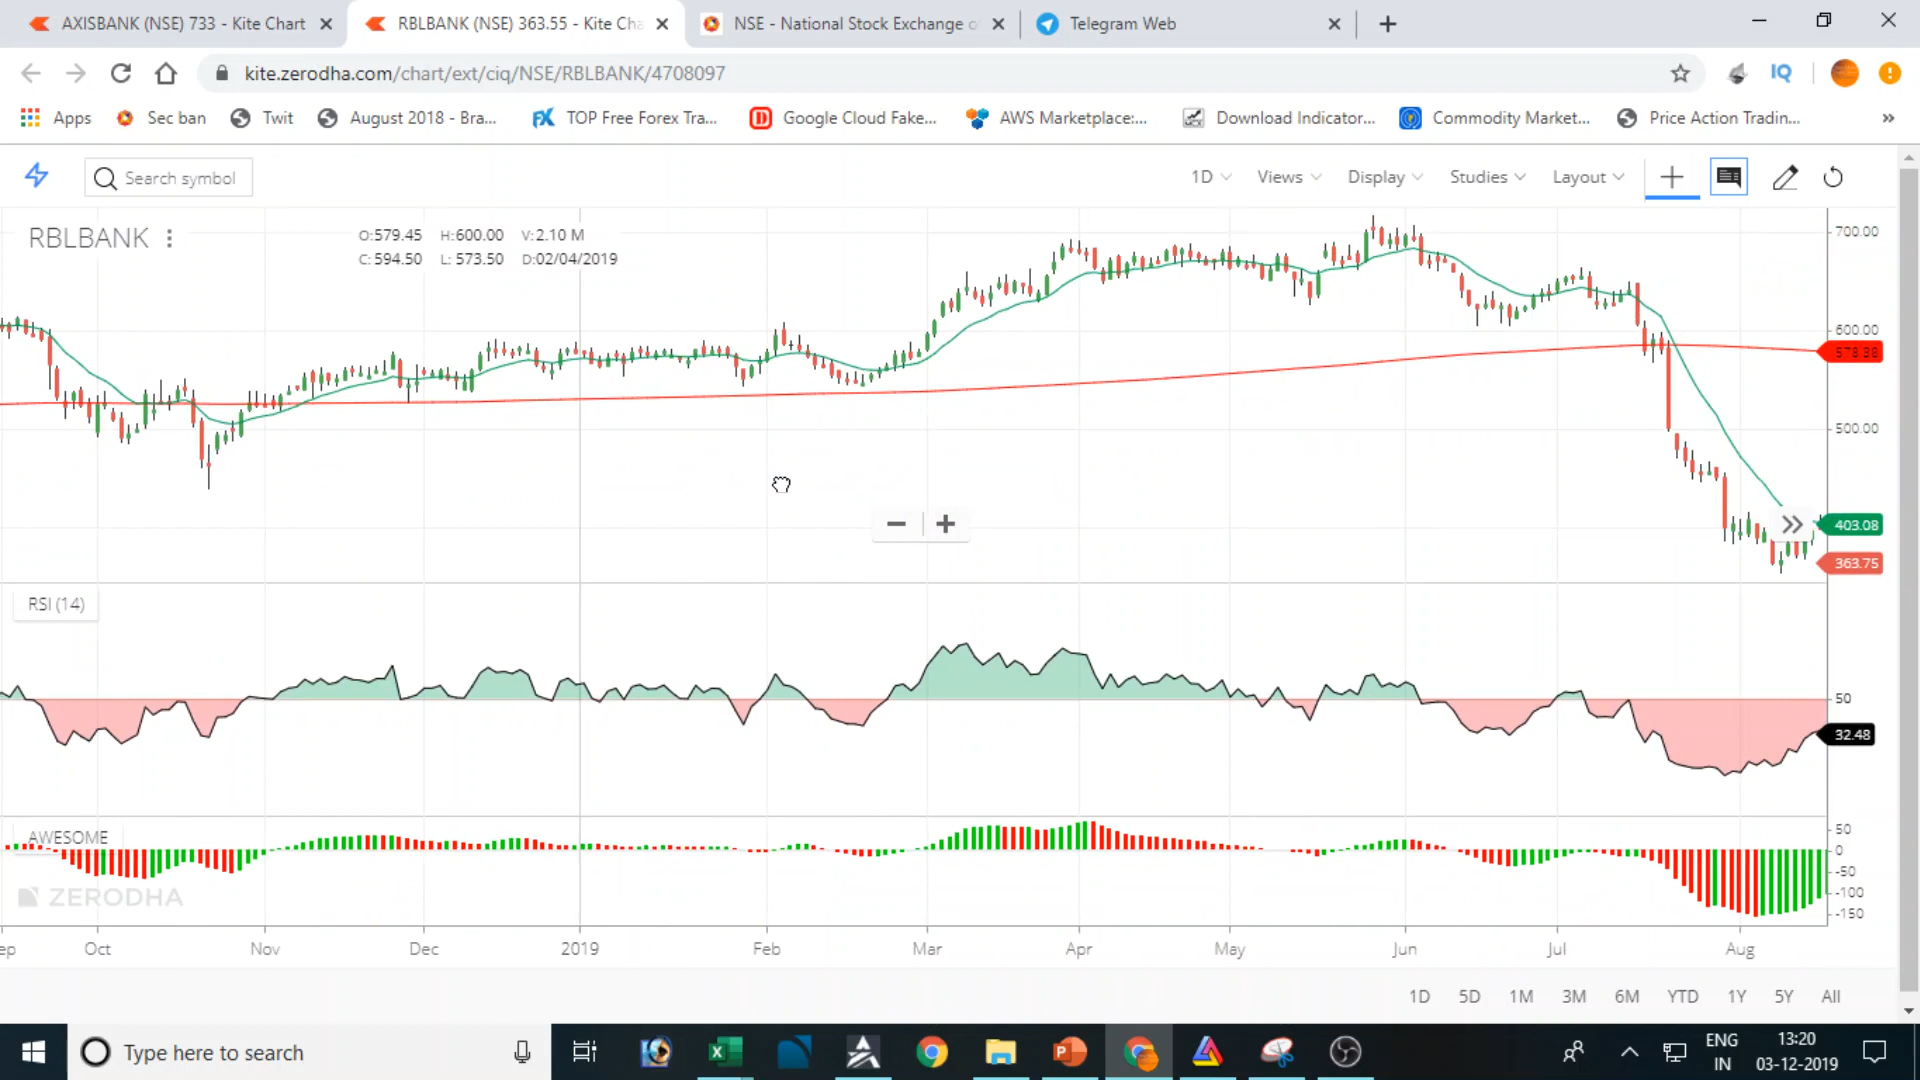 AXISBANK (NSE) 733 - Kite Chart
RBLBANK (NSE) 363.55 - Kite Cha
NSE - National Stock Exchange o
Telegram Web
kite.zerodha.com/chart/ext/ciq/NSE/RBLBANK/4708097
IQ
Apps
Sec ban
Twit
August 2018 - Bra...
TOP Free Forex Tra...
Google Cloud Fake...
AWS Marketplace:...
Download Indicator...
Commodity Market...
Price Action Tradin...
Search symbol
1D
Views
Display
Studies
Layout
RBLBANK
O:579.45 H:600.00 V:2.10 M
C:594.50 L:573.50 D:02/04/2019
700.00
600.00
578.38
500.00
403.08
363.75
RSI (14)
50
32.48
AWESOME
50
0
-50
-100
-150
ZERODHA
ep Oct Nov Dec 2019 Feb Mar Apr May Jun Jul Aug
1D 5D 1M 3M 6M YTD 1Y 5Y All
Type here to search
ENG
IN
13:20
03-12-2019